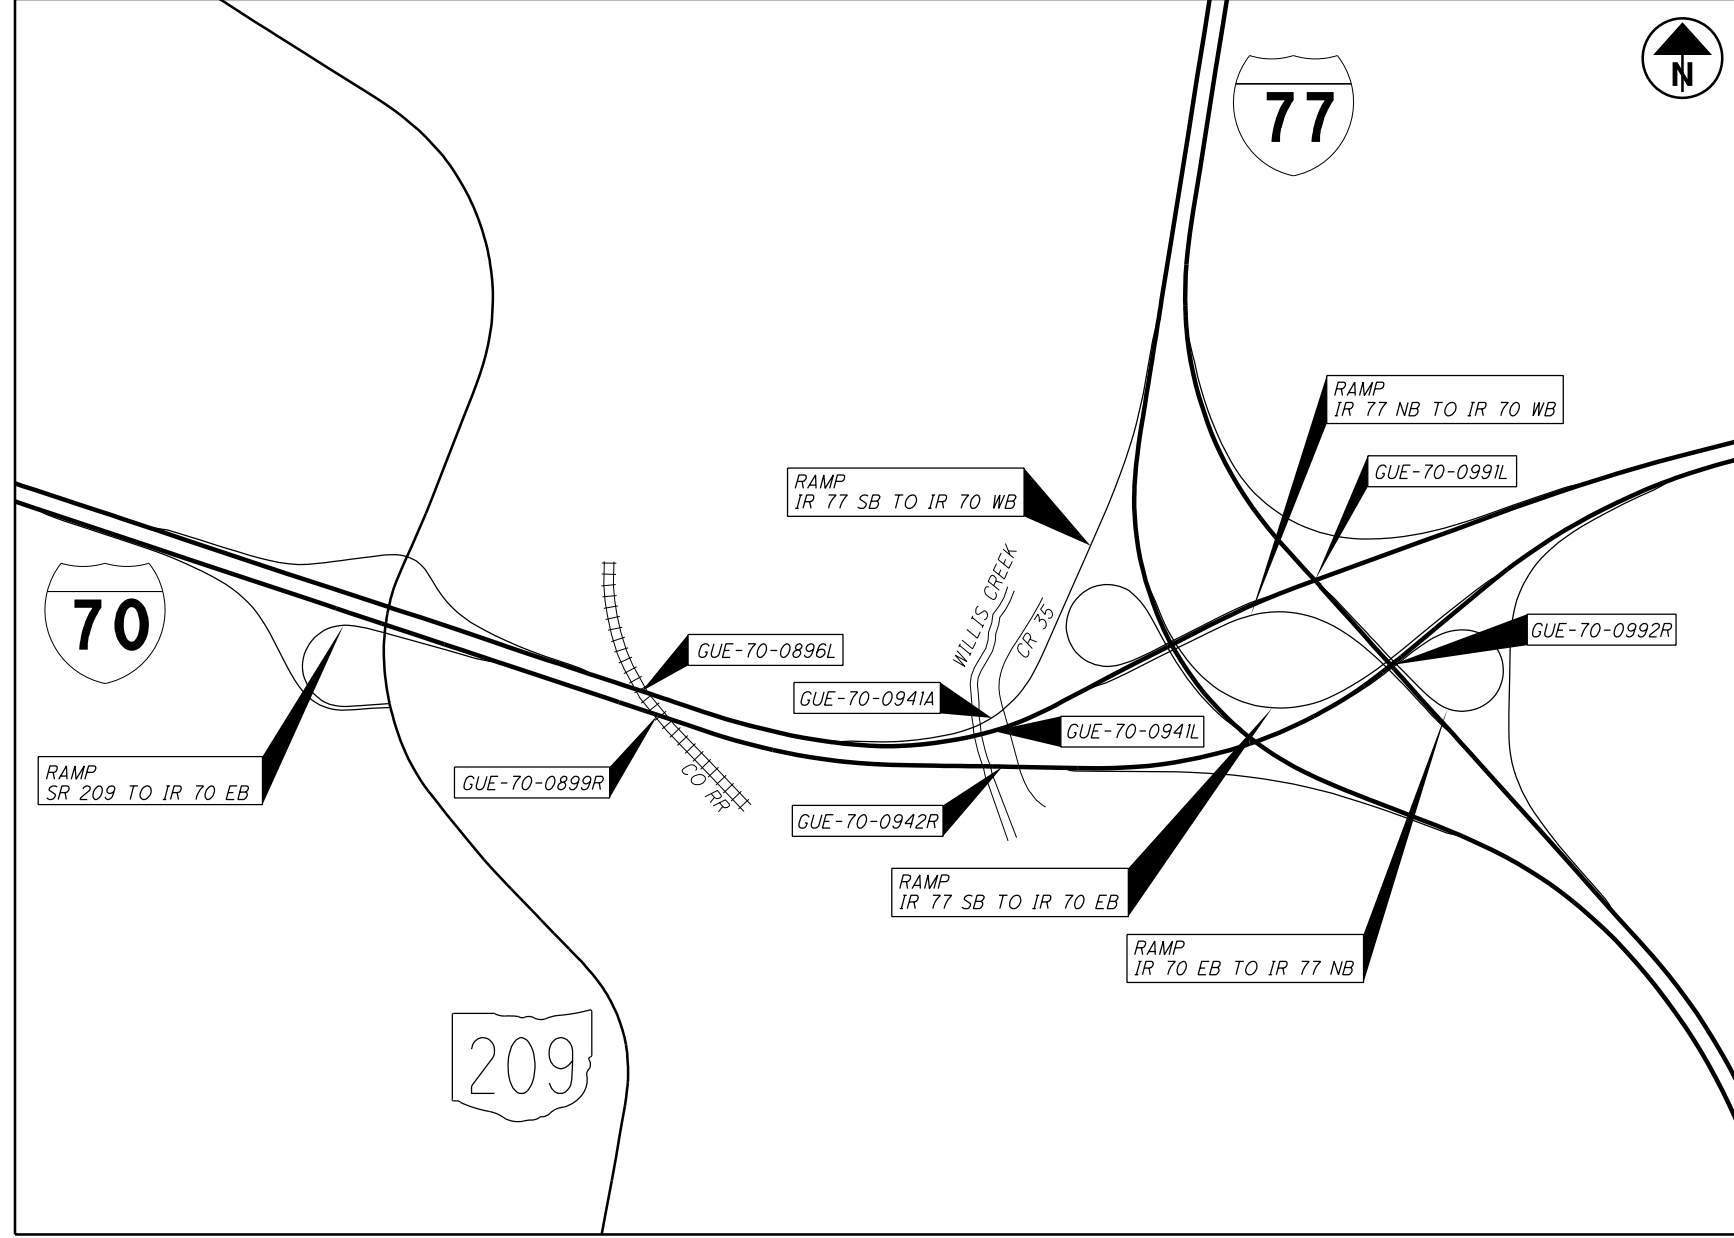 N
77
RAMP
IR 77 NB TO IR 70 WB
GUE-70-0991L
RAMP
IR 77 SB TO IR 70 WB
WILLIS CREEK
CR 35
70
GUE-70-0992R
GUE-70-0896L
GUE-70-0941A
GUE-70-0941L
RAMP
SR 209 TO IR 70 EB
GUE-70-0899R
CO RR
GUE-70-0942R
RAMP
IR 77 SB TO IR 70 EB
RAMP
IR 70 EB TO IR 77 NB
209